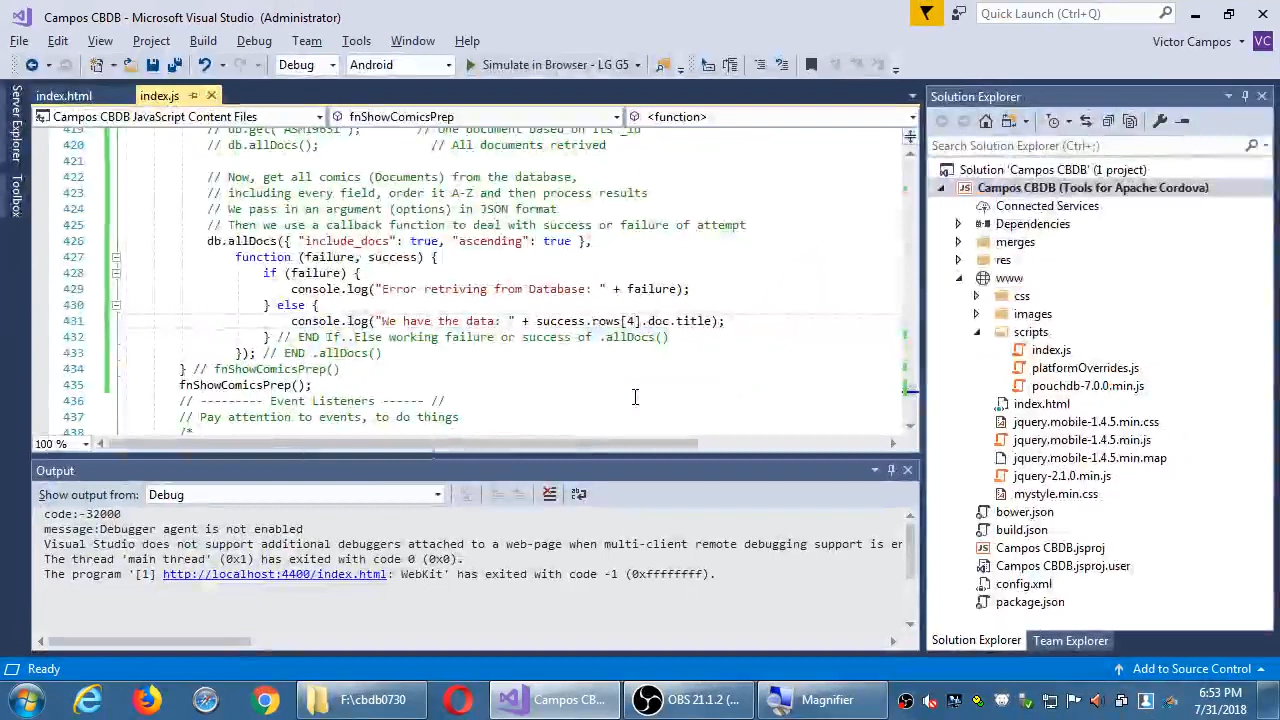 Campos CBDB - Microsoft Visual Studio (Administrator)
Quick Launch (Ctrl+Q)
File Edit View Project Build Debug Team Tools Window Help
Victor Campos VC
Debug Android Simulate in Browser - LG G5
Server Explorer
Toolbox
index.html index.js
Campos CBDB JavaScript Content Files fnShowComicsPrep <function>
419 // db.get("ASM19631"); // One document based on its _id
420 // db.allDocs(); // All documents retrived
421
422 // Now, get all comics (Documents) from the database,
423 // including every field, order it A-Z and then process results
424 // We pass in an argument (options) in JSON format
425 // Then we use a callback function to deal with success or failure of attempt
426 db.allDocs({ "include_docs": true, "ascending": true },
427 function (failure, success) {
428 if (failure) {
429 console.log("Error retriving from Database: " + failure);
430 } else {
431 console.log("We have the data: " + success.rows[4].doc.title);
432 } // END If..Else working failure or success of .allDocs()
433 }); // END .allDocs()
434 } // fnShowComicsPrep()
435 fnShowComicsPrep();
436 // --------- Event Listeners ------- //
437 // Pay attention to events, to do things
438 /*
100 %
Output
Show output from: Debug
code:-32000
message:Debugger agent is not enabled
Visual Studio does not support additional debuggers attached to a web-page when multi-client remote debugging support is er
The thread 'main thread' (0x1) has exited with code 0 (0x0).
The program '[1] http://localhost:4400/index.html: WebKit' has exited with code -1 (0xffffffff).
Solution Explorer
Search Solution Explorer (Ctrl+;)
Solution 'Campos CBDB' (1 project)
Campos CBDB (Tools for Apache Cordova)
Connected Services
Dependencies
merges
res
www
css
images
scripts
index.js
platformOverrides.js
pouchdb-7.0.0.min.js
index.html
jquery.mobile-1.4.5.min.css
jquery.mobile-1.4.5.min.js
jquery.mobile-1.4.5.min.map
jquery-2.1.0.min.js
mystyle.min.css
bower.json
build.json
Campos CBDB.jsproj
Campos CBDB.jsproj.user
config.xml
package.json
Solution Explorer Team Explorer
Ready Add to Source Control
F:\cbdb0730 Campos CB... OBS 21.1.2 (... Magnifier
6:53 PM
7/31/2018